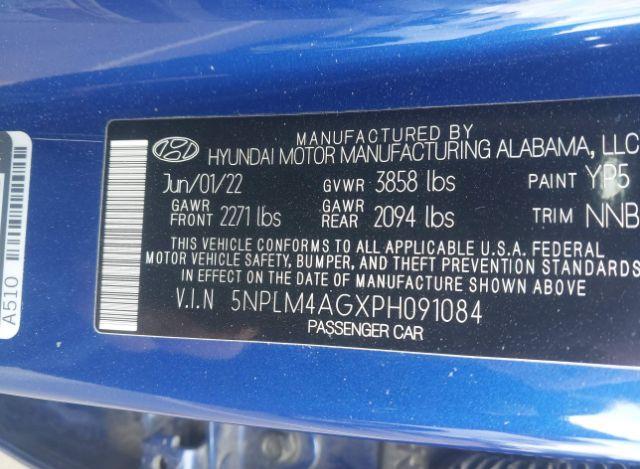 MANUFACTURED BY
HYUNDAI MOTOR MANUFACTURING ALABAMA, LLC
Jun/01/22 GVWR 3858 lbs PAINT YP5
GAWR FRONT 2271 lbs GAWR REAR 2094 lbs TRIM NNB
THIS VEHICLE CONFORMS TO ALL APPLICABLE U.S.A. FEDERAL
MOTOR VEHICLE SAFETY, BUMPER, AND THEFT PREVENTION STANDARDS
IN EFFECT ON THE DATE OF MANUFACTURE SHOWN ABOVE
V.I.N 5NPLM4AGXPH091084
PASSENGER CAR
A510